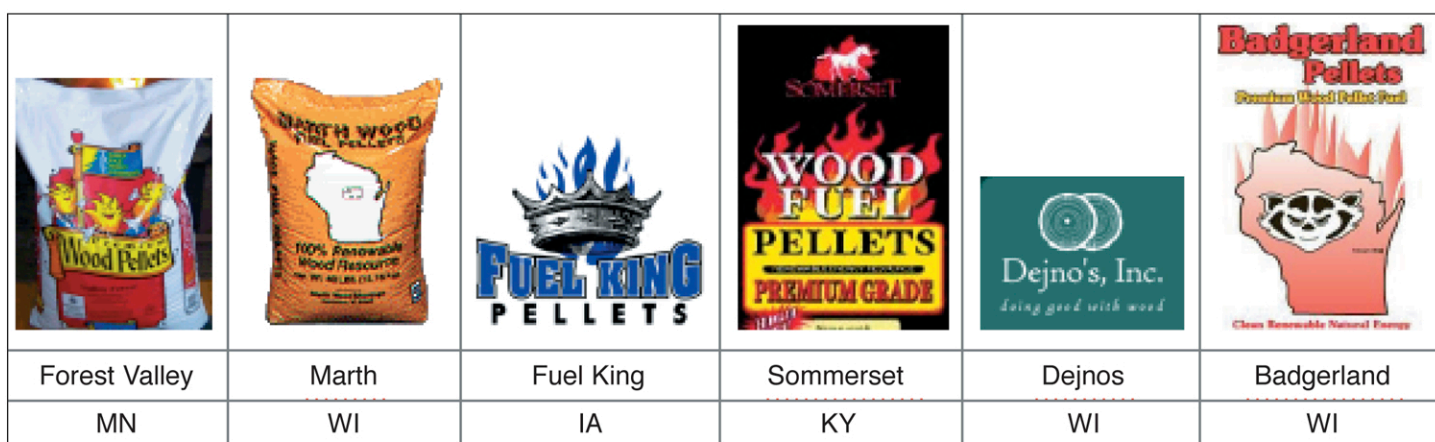 Wood Pellets
MARTH WOOD
FUEL PELLETS
100% Renewable
Wood Resource
FUEL KING
PELLETS
SOMERSET
WOOD
FUEL
PELLETS
PREMIUM GRADE
Dejno's, Inc.
doing good with wood
Badgerland
Pellets
Premium Wood Pellet Fuel
Clean Renewable Natural Energy
Forest Valley
Marth
Fuel King
Sommerset
Dejnos
Badgerland
MN
WI
IA
KY
WI
WI